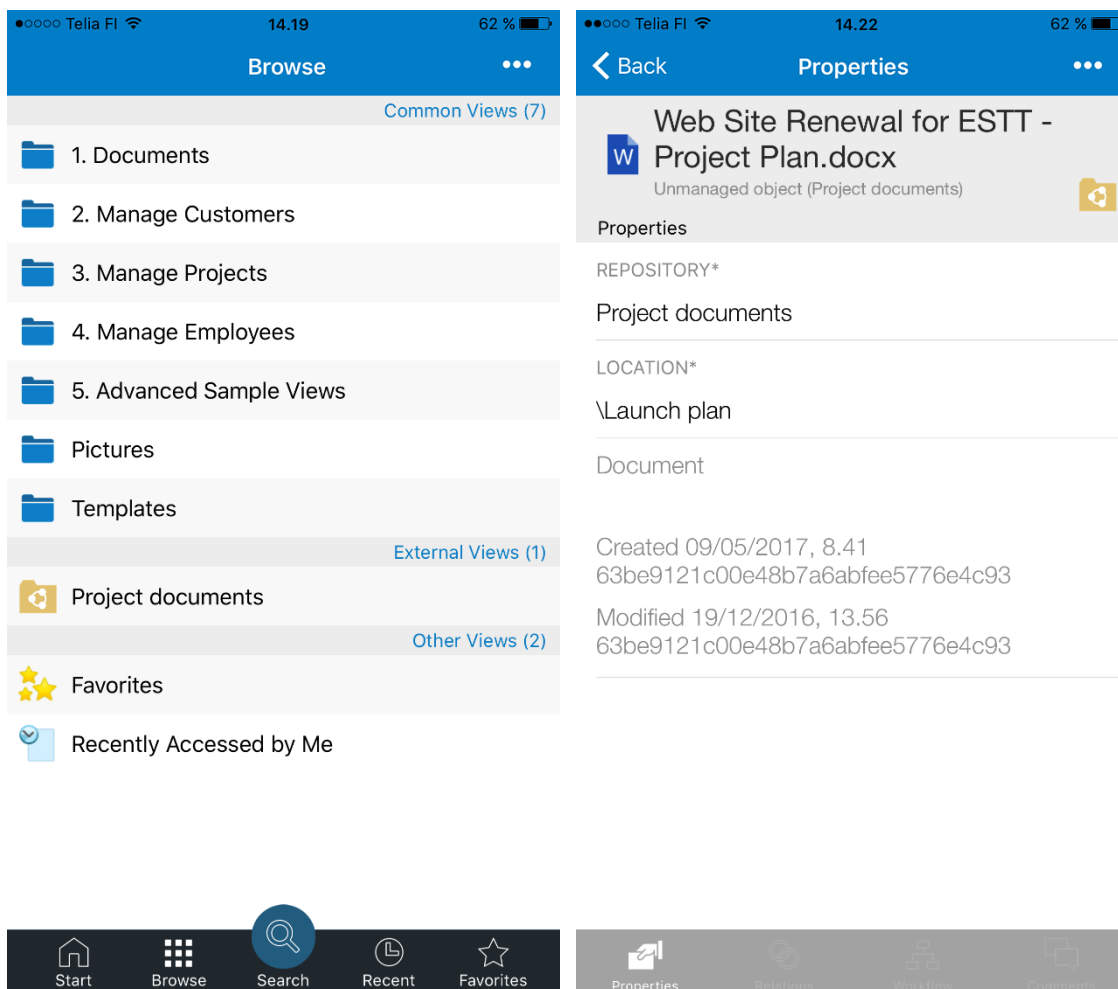 Telia FI 14.19 62 %
Browse
Common Views (7)
1. Documents
2. Manage Customers
3. Manage Projects
4. Manage Employees
5. Advanced Sample Views
Pictures
Templates
External Views (1)
Project documents
Other Views (2)
Favorites
Recently Accessed by Me
Start Browse Search Recent Favorites
Telia FI 14.22 62 %
Back Properties
Web Site Renewal for ESTT -
W Project Plan.docx
Unmanaged object (Project documents)
Properties
REPOSITORY*
Project documents
LOCATION*
\Launch plan
Document
Created 09/05/2017, 8.41
63be9121c00e48b7a6abfee5776e4c93
Modified 19/12/2016, 13.56
63be9121c00e48b7a6abfee5776e4c93
Properties Relations Workflow Comments